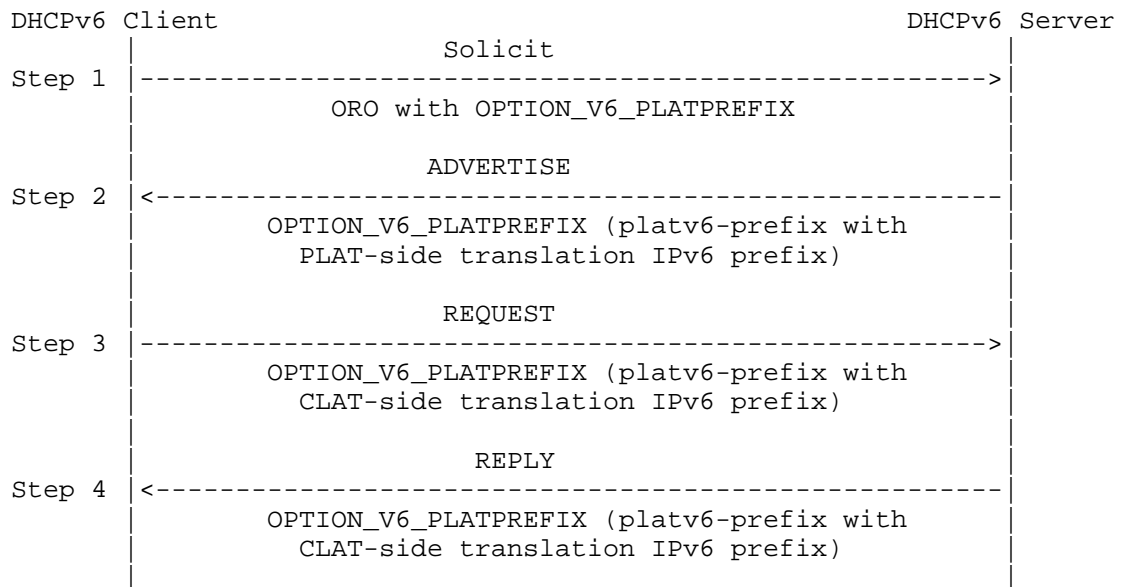 DHCPv6 Client DHCPv6 Server
Solicit
Step 1 |----------------------------------------------------->|
ORO with OPTION_V6_PLATPREFIX
ADVERTISE
Step 2 |<-----------------------------------------------------|
OPTION_V6_PLATPREFIX (platv6-prefix with
PLAT-side translation IPv6 prefix)
REQUEST
Step 3 |----------------------------------------------------->|
OPTION_V6_PLATPREFIX (platv6-prefix with
CLAT-side translation IPv6 prefix)
REPLY
Step 4 |<-----------------------------------------------------|
OPTION_V6_PLATPREFIX (platv6-prefix with
CLAT-side translation IPv6 prefix)